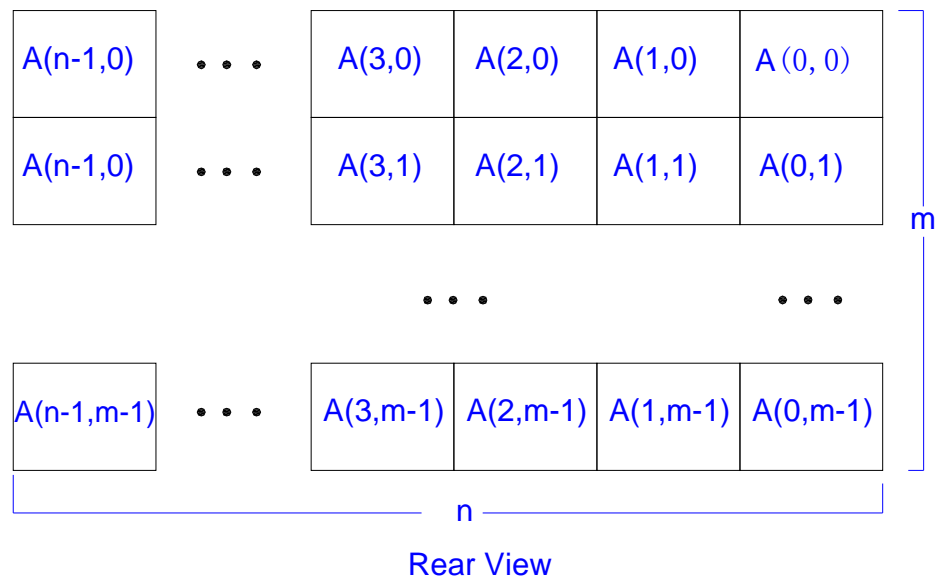 A(n-1,0) • • • A(3,0) A(2,0) A(1,0) A(0,0)
A(n-1,0) • • • A(3,1) A(2,1) A(1,1) A(0,1)
m
• • • • • •
A(n-1,m-1) • • • A(3,m-1) A(2,m-1) A(1,m-1) A(0,m-1)
n
Rear View